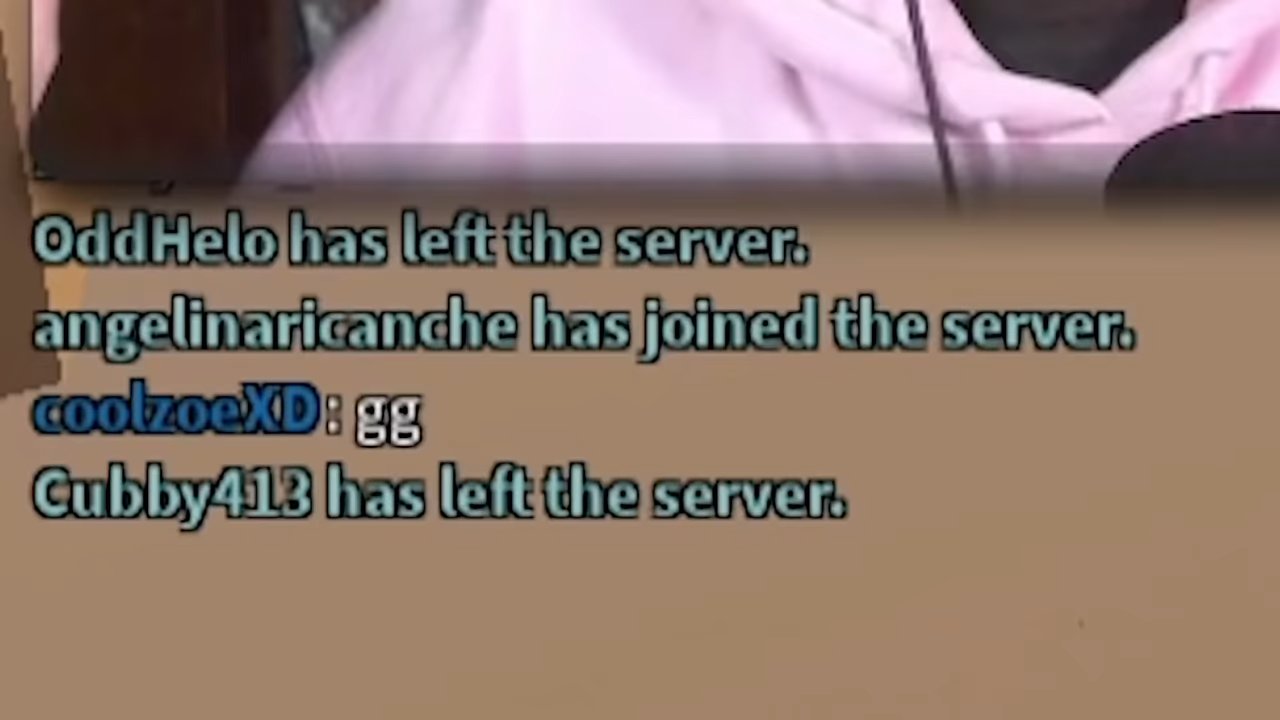 OddHelo has left the server.
angelinaricanche has joined the server.
coolzoeXD: gg
Cubby413 has left the server.